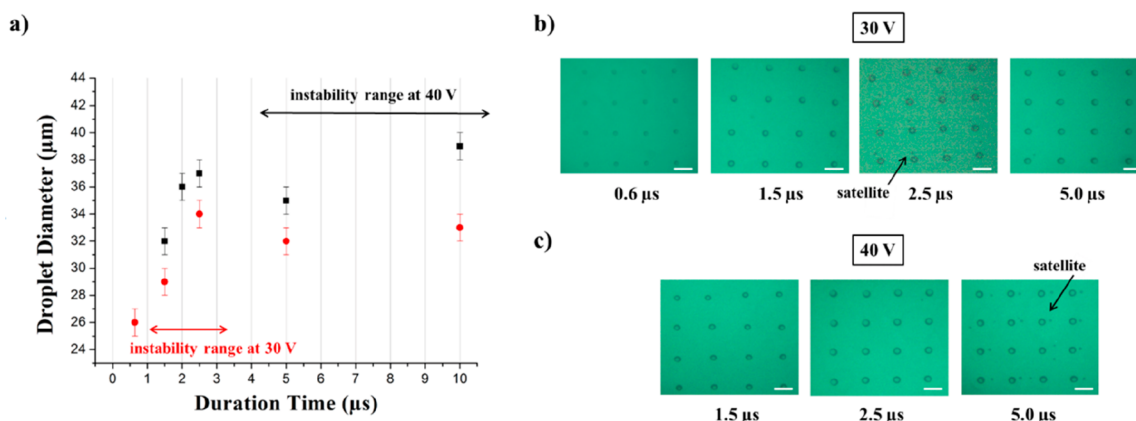 a)
44
42
40
38
36
34
32
30
28
26
24
Droplet Diameter (µm)
instability range at 40 V
instability range at 30 V
0 1 2 3 4 5 6 7 8 9 10
Duration Time (µs)
b)
30 V
satellite
0.6 µs 1.5 µs 2.5 µs 5.0 µs
c)
40 V
satellite
1.5 µs 2.5 µs 5.0 µs